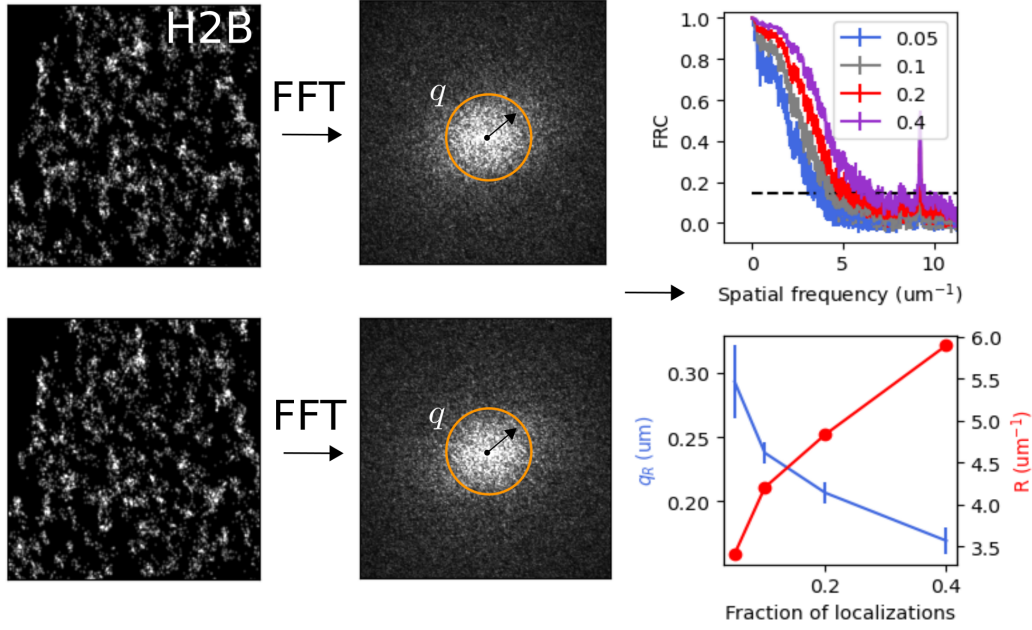 H2B
FFT
q
FFT
q
1.0
0.8
0.6
0.4
0.2
0.0
FRC
0.05
0.1
0.2
0.4
0
5
10
Spatial frequency (um⁻¹)
0.30
0.25
0.20
q_R (um)
6.0
5.5
5.0
4.5
4.0
3.5
R (um⁻¹)
0.2
0.4
Fraction of localizations